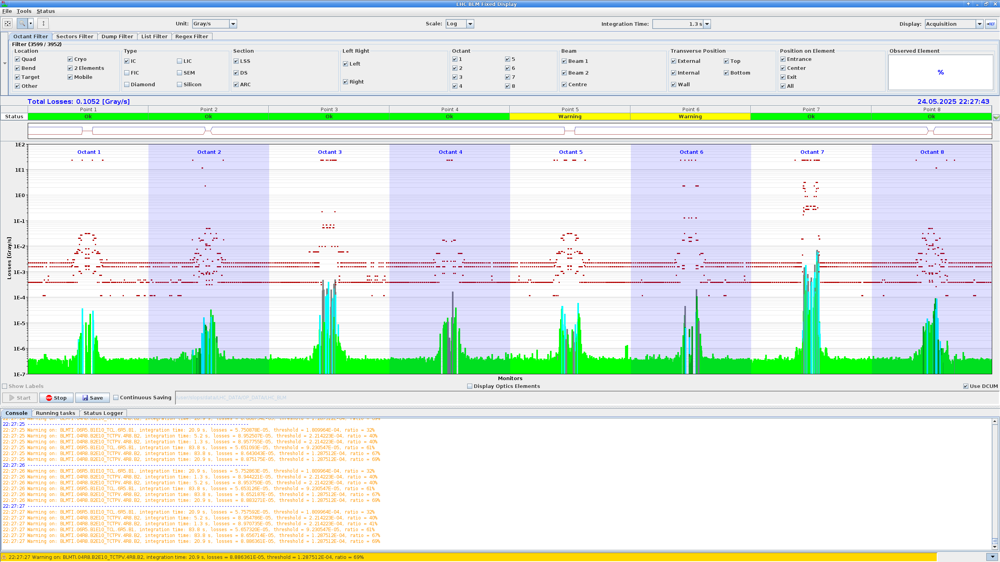 LHC BLM Fixed Display
File Tools Status
Unit: Gray/s Scale: Log Integration Time: 1.3 s Display: Acquisition →REF
Octant Filter Sectors Filter Dump Filter List Filter Regex Filter
Filter (3599 / 3952)
Location Type Section Left Right Octant Beam Transverse Position Position on Element Observed Element
Quad Cryo IC LIC LSS Left 1 5 Beam 1 External Top Entrance
Bend 2 Elements FIC SEM DS 2 6 Beam 2 Internal Bottom Center %
Target Mobile Right 3 7 Exit
Other Diamond Silicon ARC 4 8 Centre Wall All
Total Losses: 0.1052 [Gray/s] 24.05.2025 22:27:43
Point 1 Point 2 Point 3 Point 4 Point 5 Point 6 Point 7 Point 8
Status Ok Ok Ok Ok Warning Warning Ok Ok
1E2
Octant 1 Octant 2 Octant 3 Octant 4 Octant 5 Octant 6 Octant 7 Octant 8
1E1
1E0
1E-1
1E-2
1E-3
1E-4
1E-5
1E-6
1E-7
Losses [Gray/s]
Monitors
Show Labels Display Optics Elements Use DCUM
Start STOP Stop Save Continuous Saving /user/slops/data/LHC_DATA/OP_DATA/LHC_BLM
Console Running tasks Status Logger
22:27:24 Warning on: BLMTI.04R8.B2E10_TCTPV.4R8.B2, integration time: 20.9 s, losses = 8.868754E-05, threshold = 1.287512E-04, ratio = 69%
22:27:25 --------------------------------------------------------------------------------
22:27:25 Warning on: BLMTI.06R5.B1E10_TCL.6R5.B1, integration time: 20.9 s, losses = 5.750878E-05, threshold = 1.809964E-04, ratio = 32%
22:27:25 Warning on: BLMTI.04R8.B2E10_TCTPV.4R8.B2, integration time: 5.2 s, losses = 8.952507E-05, threshold = 2.214223E-04, ratio = 40%
22:27:25 Warning on: BLMTI.04R8.B2E10_TCTPV.4R8.B2, integration time: 1.3 s, losses = 8.957755E-05, threshold = 2.214223E-04, ratio = 40%
22:27:25 Warning on: BLMTI.06R5.B1E10_TCL.6R5.B1, integration time: 83.8 s, losses = 5.651093E-05, threshold = 9.230547E-05, ratio = 61%
22:27:25 Warning on: BLMTI.04R8.B2E10_TCTPV.4R8.B2, integration time: 83.8 s, losses = 8.643043E-05, threshold = 1.287512E-04, ratio = 67%
22:27:25 Warning on: BLMTI.04R8.B2E10_TCTPV.4R8.B2, integration time: 20.9 s, losses = 8.875175E-05, threshold = 1.287512E-04, ratio = 69%
22:27:26 --------------------------------------------------------------------------------
22:27:26 Warning on: BLMTI.06R5.B1E10_TCL.6R5.B1, integration time: 20.9 s, losses = 5.752863E-05, threshold = 1.809964E-04, ratio = 32%
22:27:26 Warning on: BLMTI.04R8.B2E10_TCTPV.4R8.B2, integration time: 1.3 s, losses = 8.944221E-05, threshold = 2.214223E-04, ratio = 40%
22:27:26 Warning on: BLMTI.04R8.B2E10_TCTPV.4R8.B2, integration time: 5.2 s, losses = 8.953750E-05, threshold = 2.214223E-04, ratio = 40%
22:27:26 Warning on: BLMTI.06R5.B1E10_TCL.6R5.B1, integration time: 83.8 s, losses = 5.653126E-05, threshold = 9.230547E-05, ratio = 61%
22:27:26 Warning on: BLMTI.04R8.B2E10_TCTPV.4R8.B2, integration time: 83.8 s, losses = 8.652187E-05, threshold = 1.287512E-04, ratio = 67%
22:27:26 Warning on: BLMTI.04R8.B2E10_TCTPV.4R8.B2, integration time: 20.9 s, losses = 8.883271E-05, threshold = 1.287512E-04, ratio = 69%
22:27:27 --------------------------------------------------------------------------------
22:27:27 Warning on: BLMTI.06R5.B1E10_TCL.6R5.B1, integration time: 20.9 s, losses = 5.757592E-05, threshold = 1.809964E-04, ratio = 32%
22:27:27 Warning on: BLMTI.04R8.B2E10_TCTPV.4R8.B2, integration time: 5.2 s, losses = 8.954786E-05, threshold = 2.214223E-04, ratio = 40%
22:27:27 Warning on: BLMTI.04R8.B2E10_TCTPV.4R8.B2, integration time: 1.3 s, losses = 8.970735E-05, threshold = 2.214223E-04, ratio = 41%
22:27:27 Warning on: BLMTI.06R5.B1E10_TCL.6R5.B1, integration time: 83.8 s, losses = 5.657320E-05, threshold = 9.230547E-05, ratio = 61%
22:27:27 Warning on: BLMTI.04R8.B2E10_TCTPV.4R8.B2, integration time: 83.8 s, losses = 8.656714E-05, threshold = 1.287512E-04, ratio = 67%
22:27:27 Warning on: BLMTI.04R8.B2E10_TCTPV.4R8.B2, integration time: 20.9 s, losses = 8.886361E-05, threshold = 1.287512E-04, ratio = 69%
22:27:27 Warning on: BLMTI.04R8.B2E10_TCTPV.4R8.B2, integration time: 20.9 s, losses = 8.886361E-05, threshold = 1.287512E-04, ratio = 69%